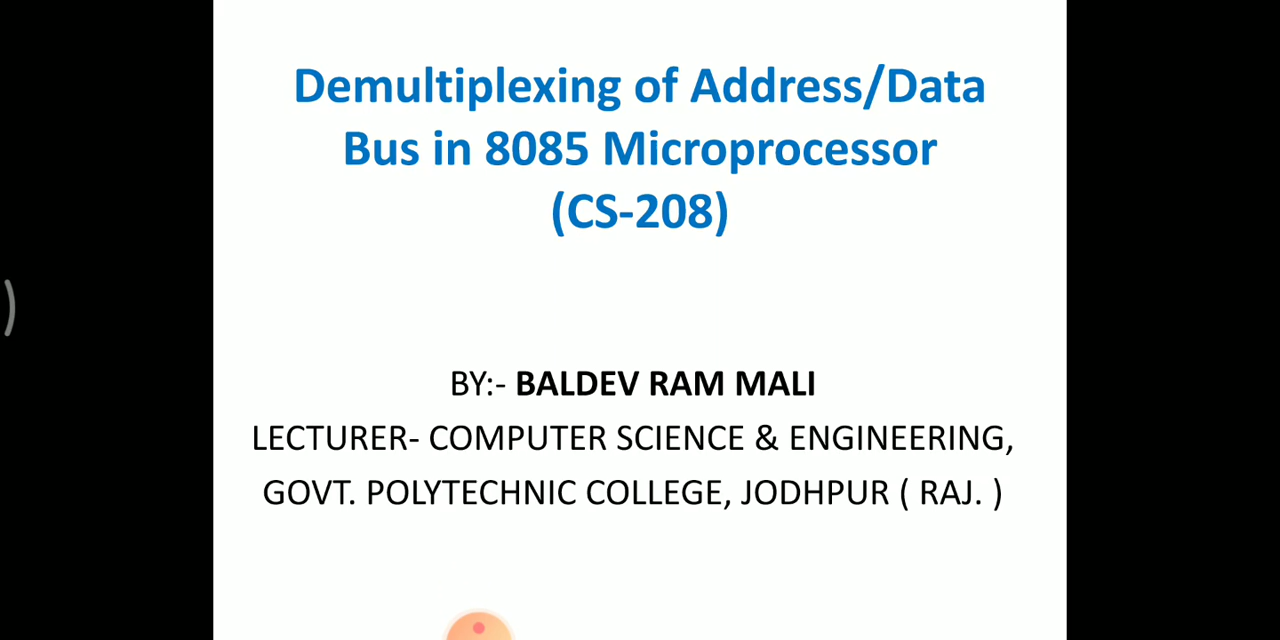 Demultiplexing of Address/Data
Bus in 8085 Microprocessor
(CS-208)
BY:- BALDEV RAM MALI
LECTURER- COMPUTER SCIENCE & ENGINEERING,
GOVT. POLYTECHNIC COLLEGE, JODHPUR ( RAJ. )